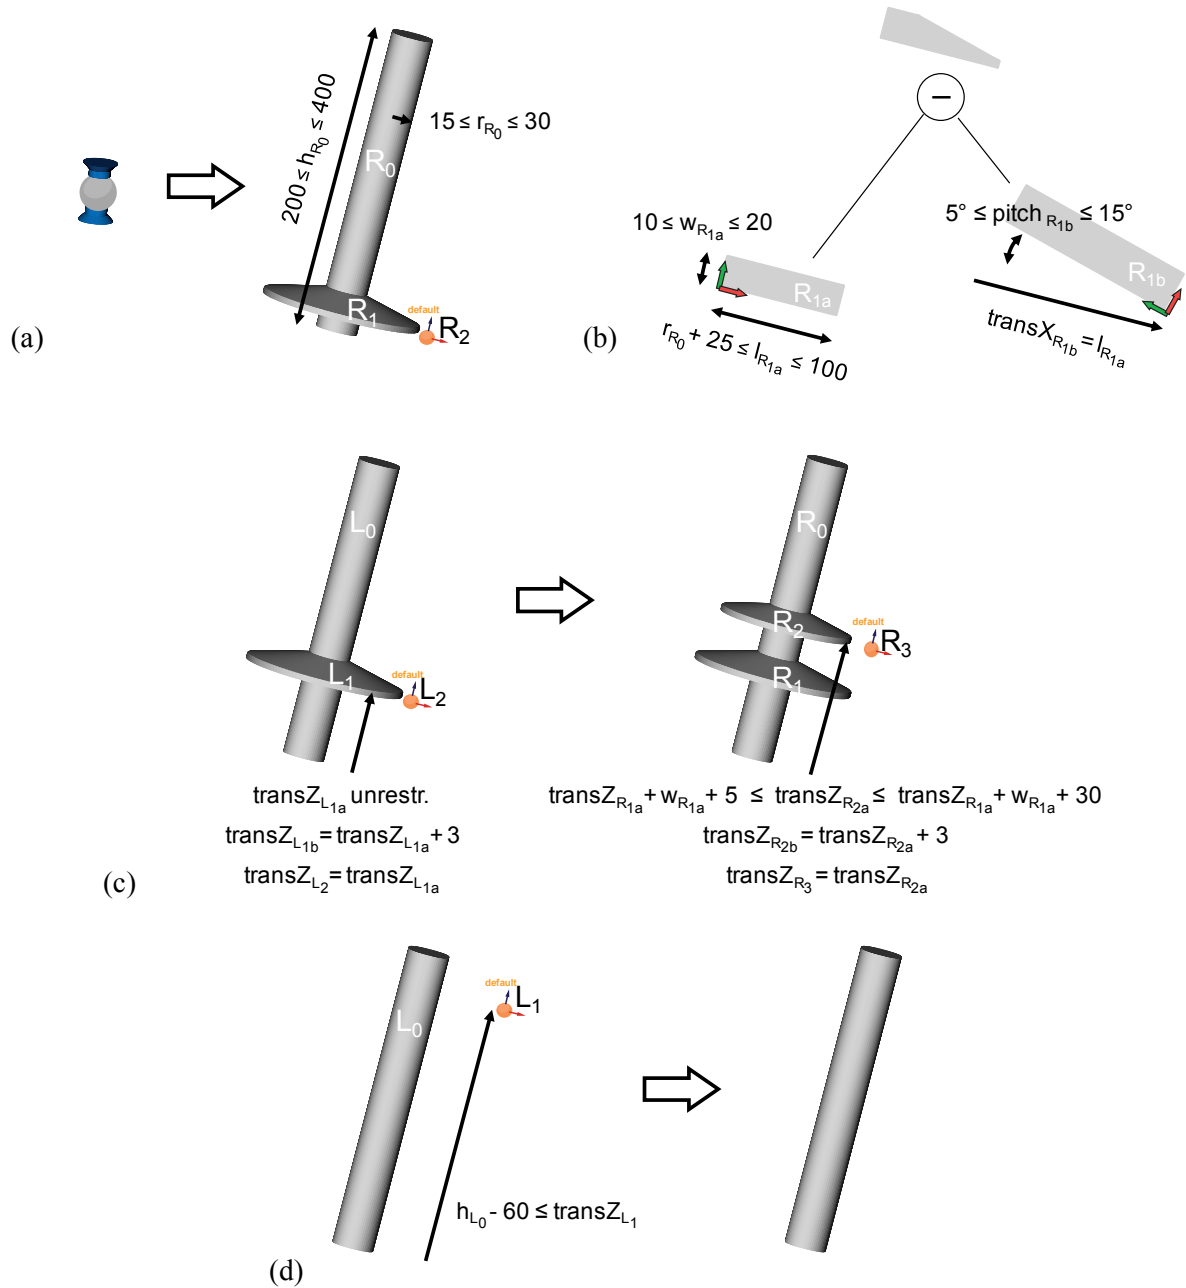 200 ≤ h_R0 ≤ 400
15 ≤ r_R0 ≤ 30
R0
R1
default
R2
(a)
10 ≤ w_R1a ≤ 20
R1a
r_R0 + 25 ≤ l_R1a ≤ 100
5° ≤ pitch_R1b ≤ 15°
R1b
transX_R1b = l_R1a
(b)
L0
L1
default
L2
transZ_L1a unrestr.
transZ_L1b = transZ_L1a + 3
transZ_L2 = transZ_L1a
R0
R2
default
R3
R1
transZ_R1a + w_R1a + 5 ≤ transZ_R2a ≤ transZ_R1a + w_R1a + 30
transZ_R2b = transZ_R2a + 3
transZ_R3 = transZ_R2a
(c)
L0
default
L1
h_L0 - 60 ≤ transZ_L1
(d)